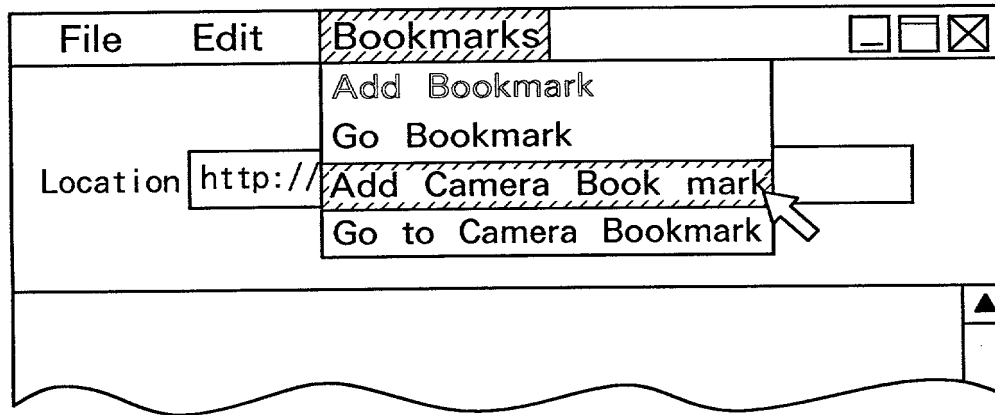 File Edit Bookmarks
Add Bookmark
Go Bookmark
Location http://
Add Camera Book mark
Go to Camera Bookmark